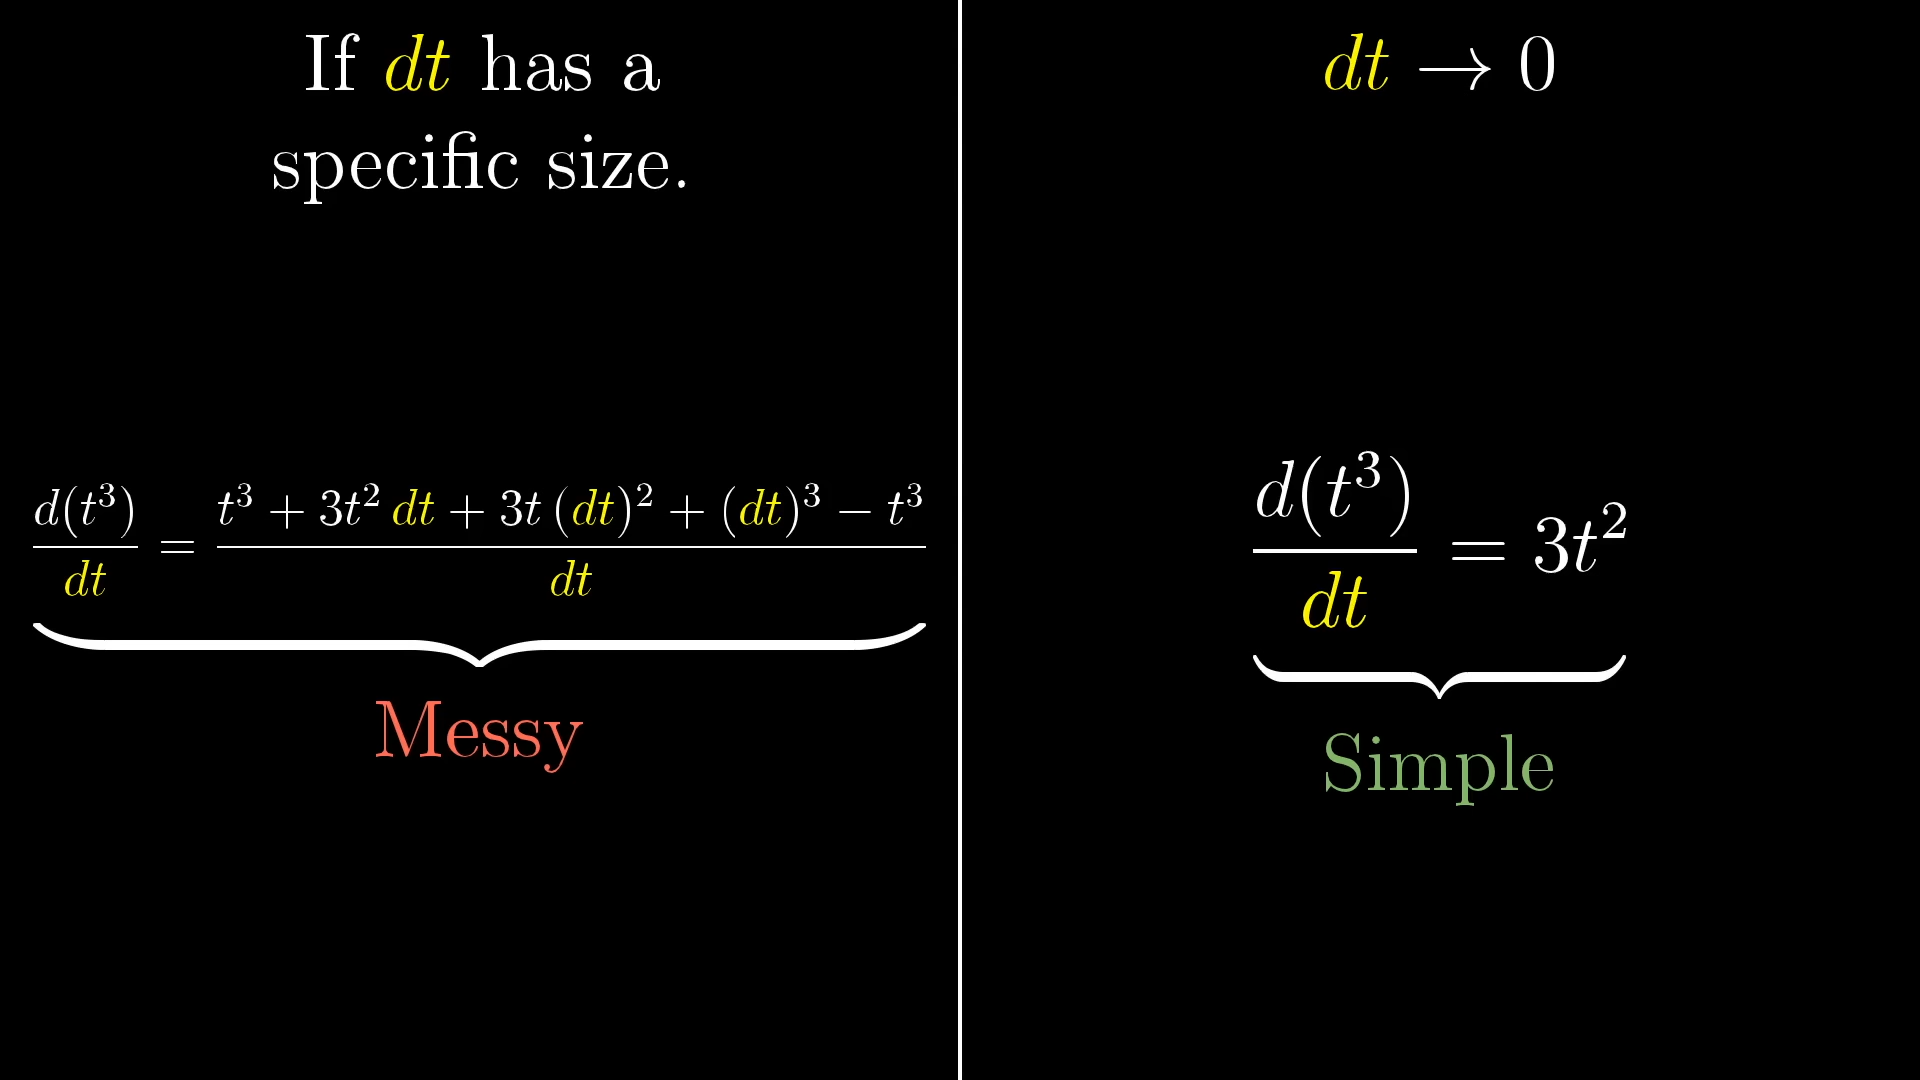 If dt has a
specific size.
d(t³)/dt = (t³ + 3t² dt + 3t (dt)² + (dt)³ − t³)/dt
Messy
dt → 0
d(t³)/dt = 3t²
Simple